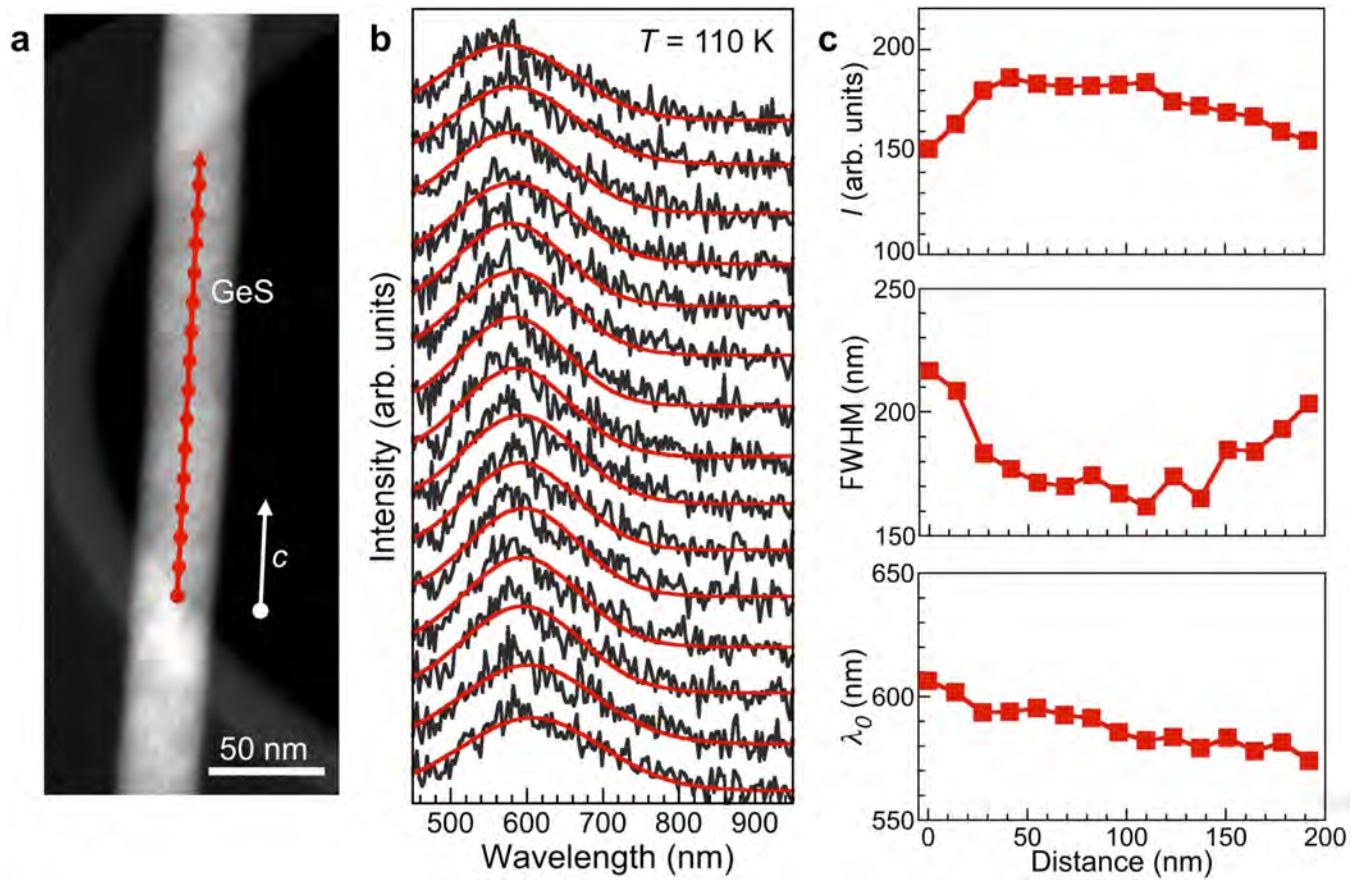 a
GeS
c
50 nm
b
T = 110 K
Intensity (arb. units)
500 600 700 800 900
Wavelength (nm)
c
200
150
100
I (arb. units)
250
200
150
FWHM (nm)
650
600
550
λ0 (nm)
0 50 100 150 200
Distance (nm)